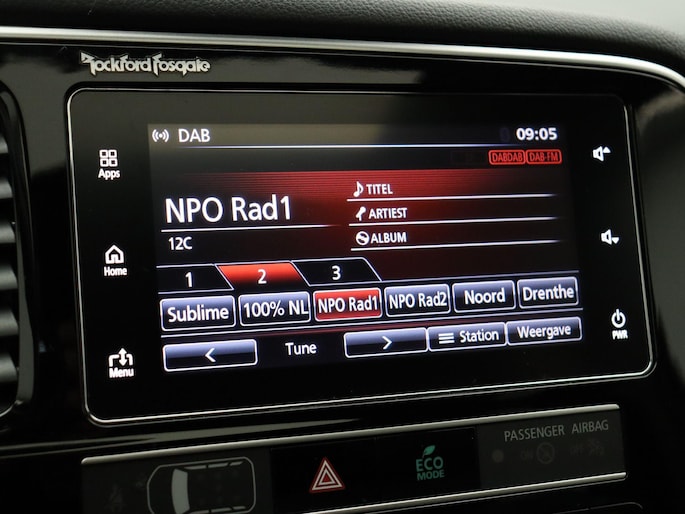 Rockford Fosgate
DAB 09:05
DABDAB DAB-FM
Apps
NPO Rad1
TITEL
ARTIEST
12C
ALBUM
Home
1 2 3
Sublime 100% NL NPO Rad1 NPO Rad2 Noord Drenthe
Menu
< Tune > Station Weergave
PWR
PASSENGER AIRBAG
ECO
MODE